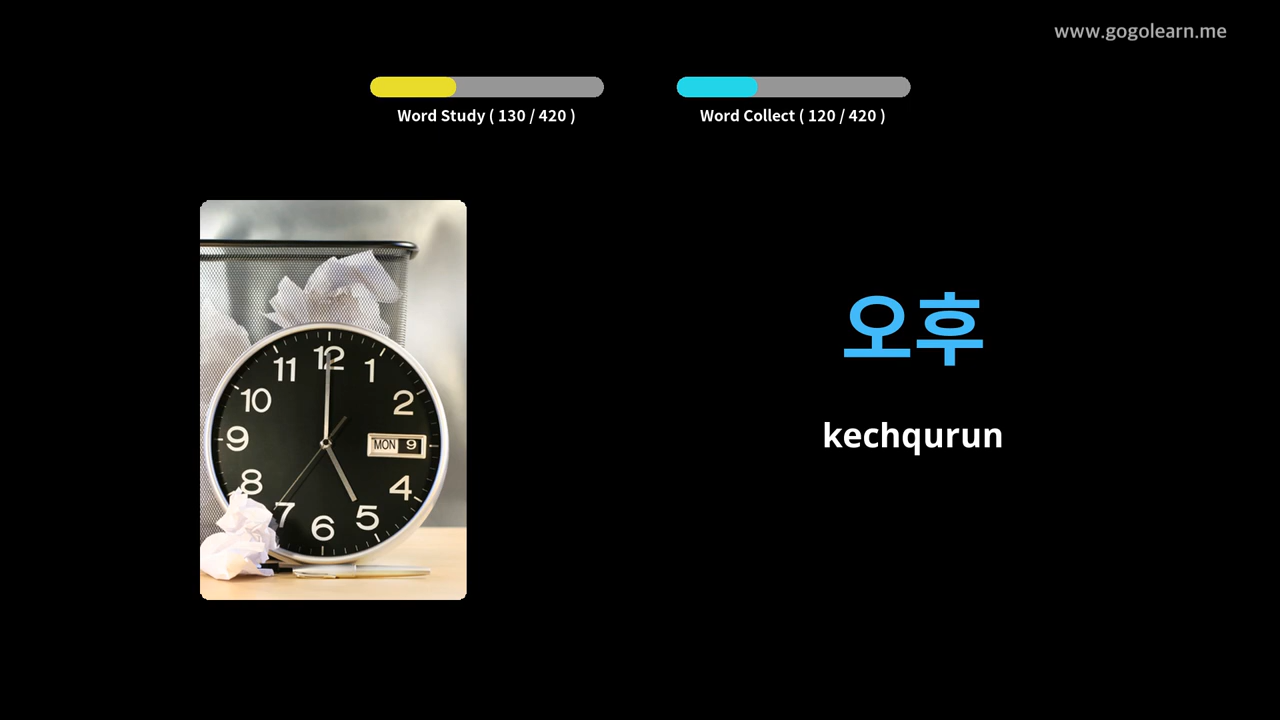 www.gogolearn.me
Word Study ( 130 / 420 )
Word Collect ( 120 / 420 )
12
11
1
10
2
9
MON 9
8
4
7
5
6
오후
kechqurun